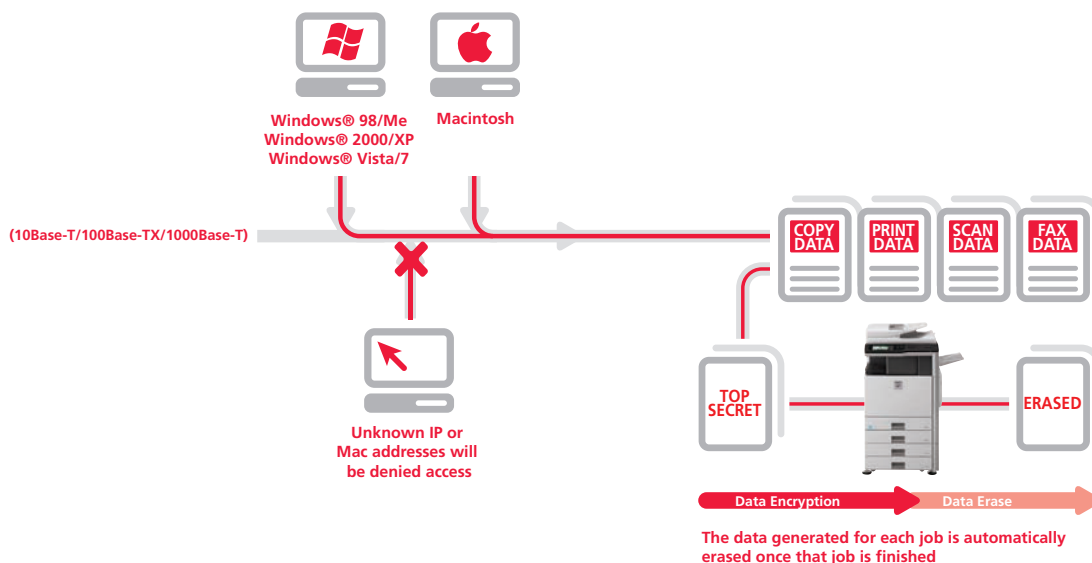 Windows® 98/Me
Windows® 2000/XP
Windows® Vista/7
Macintosh
(10Base-T/100Base-TX/1000Base-T)
COPY
DATA
PRINT
DATA
SCAN
DATA
FAX
DATA
Unknown IP or
Mac addresses will
be denied access
TOP
SECRET
ERASED
Data Encryption
Data Erase
The data generated for each job is automatically
erased once that job is finished